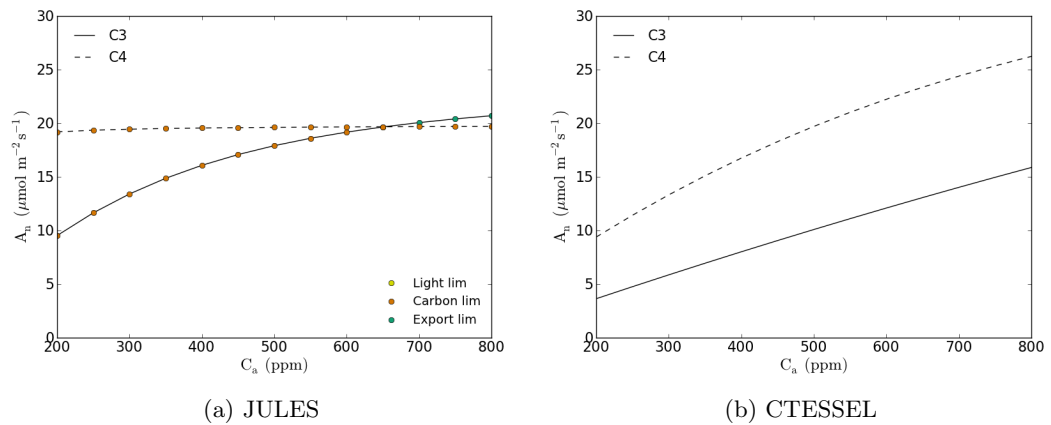 30
25
20
15
10
5
0
A_n (μmol m⁻² s⁻¹)
C3
C4
Light lim
Carbon lim
Export lim
200 300 400 500 600 700 800
C_a (ppm)
(a) JULES
30
25
20
15
10
5
0
A_n (μmol m⁻² s⁻¹)
C3
C4
200 300 400 500 600 700 800
C_a (ppm)
(b) CTESSEL